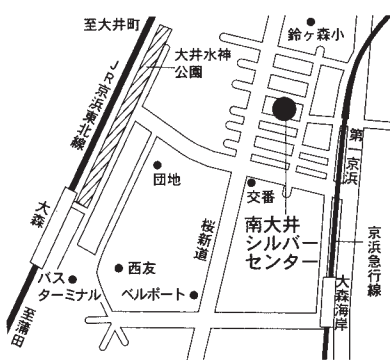 至大井町
鈴ヶ森小
大井水神
公園
JR京浜東北線
第一京浜
団地
交番
大森
桜新道
南大井
シルバー
センター
京浜急行線
西友
バス
ターミナル
ベルポート
大森海岸
至蒲田